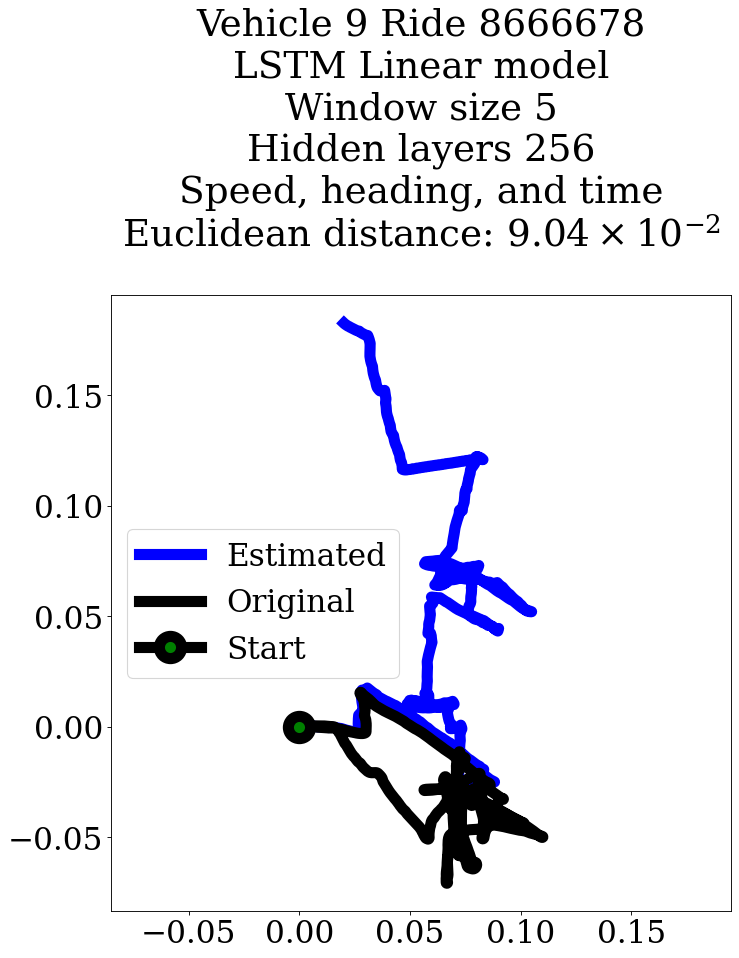 Vehicle 9 Ride 8666678
LSTM Linear model
Window size 5
Hidden layers 256
Speed, heading, and time
Euclidean distance: 9.04 × 10⁻²
0.15
0.10
0.05
0.00
−0.05
Estimated
Original
Start
−0.05 0.00 0.05 0.10 0.15